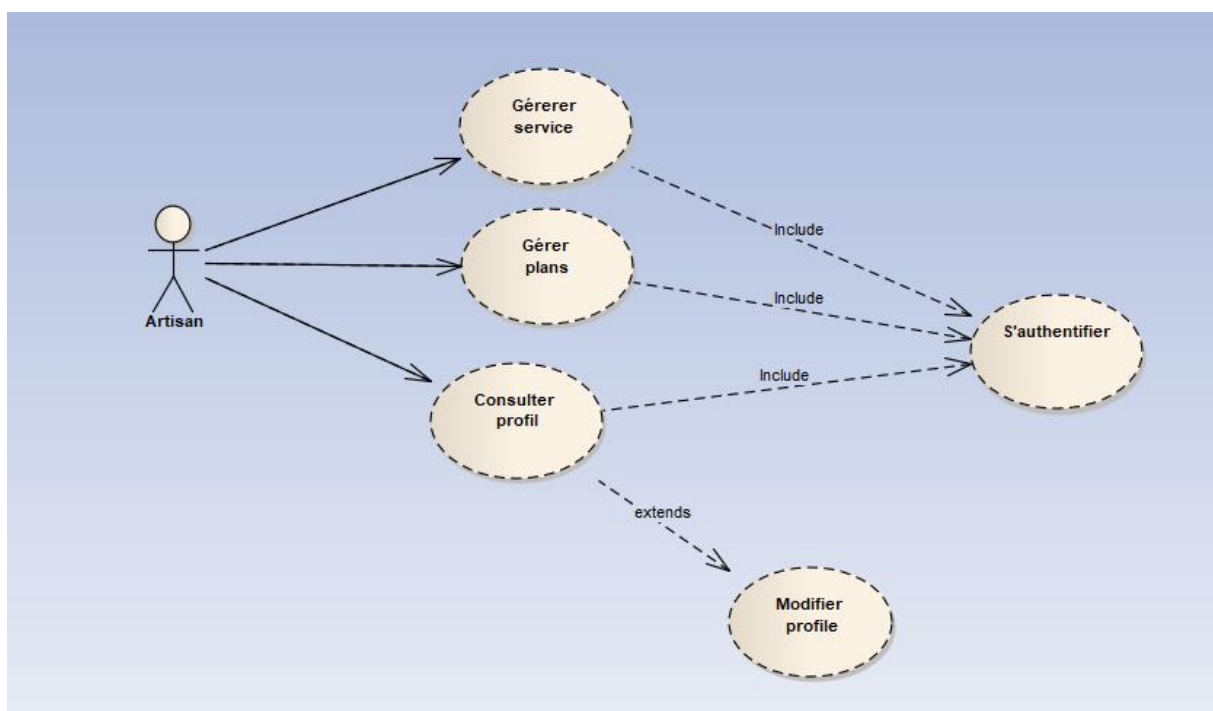 Gérerer
service
Include
Gérer
plans
Include
Artisan
S'authentifier
Include
Consulter
profil
extends
Modifier
profile